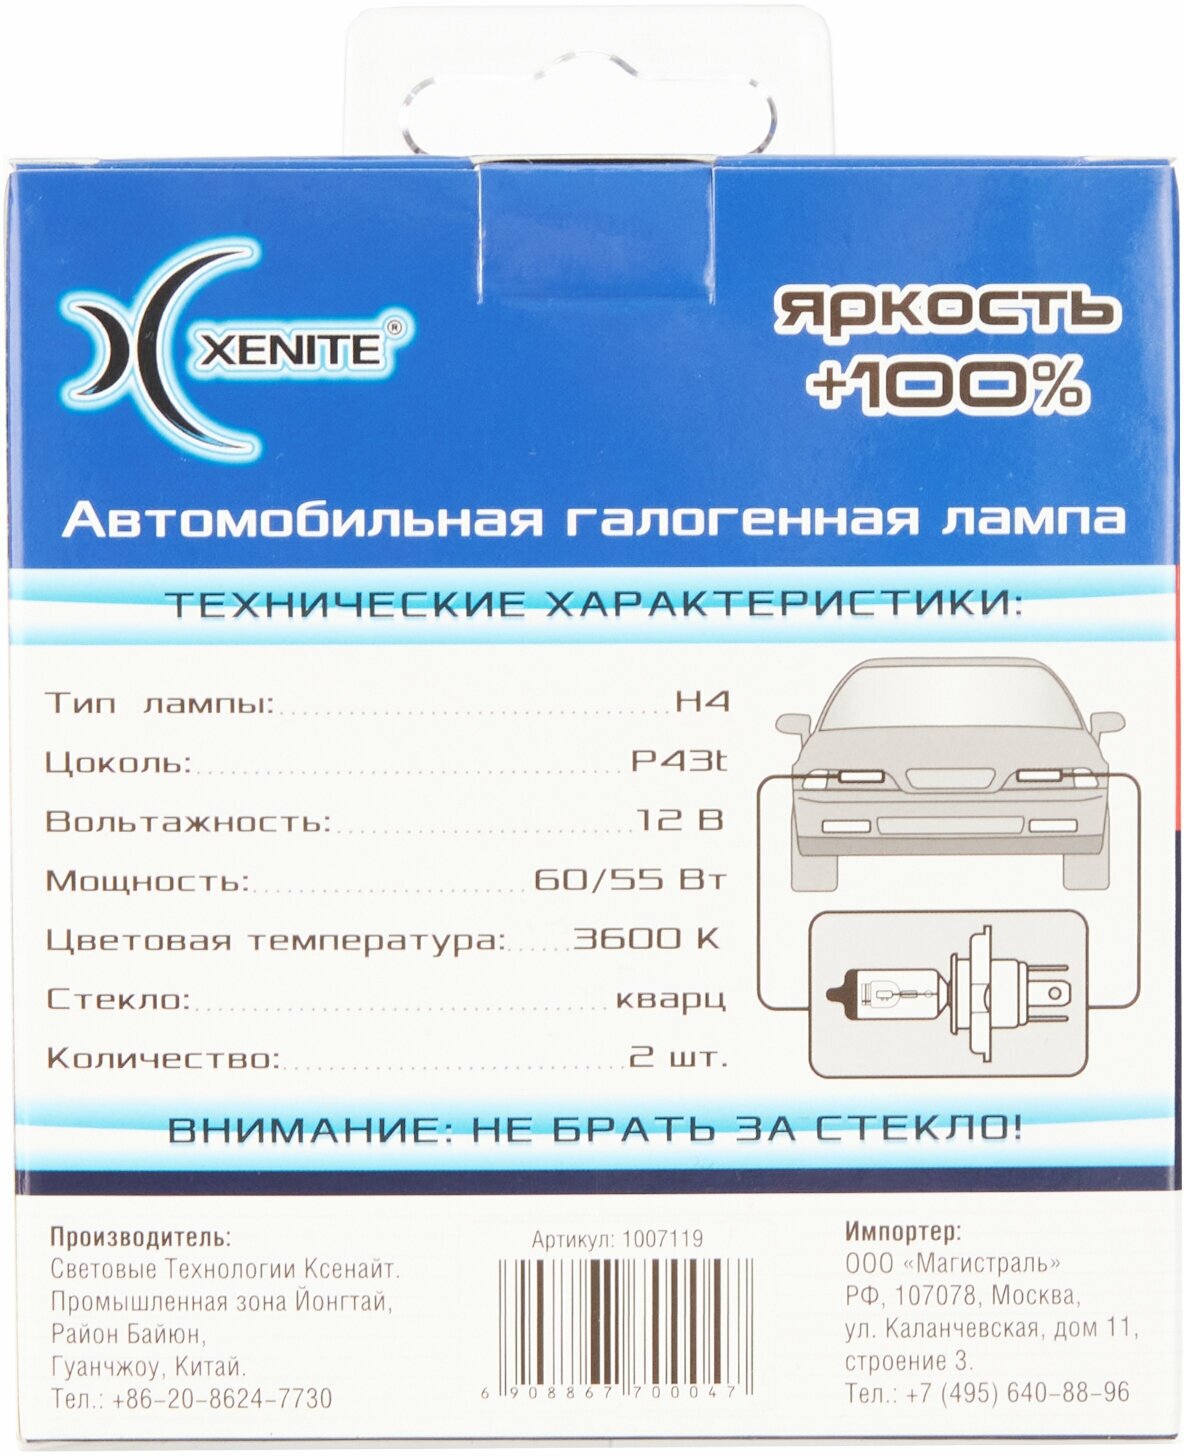 XENITE®
ЯРКОСТЬ
+100%
Автомобильная галогенная лампа
ТЕХНИЧЕСКИЕ ХАРАКТЕРИСТИКИ:
Тип лампы:..........H4
Цоколь:..........P43t
Вольтажность:..........12 В
Мощность:..........60/55 Вт
Цветовая температура:......3600 К
Стекло:..........кварц
Количество:..........2 шт.
ВНИМАНИЕ: НЕ БРАТЬ ЗА СТЕКЛО!
Производитель:
Световые Технологии Ксенайт.
Промышленная зона Йонгтай,
Район Байюн,
Гуанчжоу, Китай.
Тел.: +86-20-8624-7730
Артикул: 1007119
6 908867 700047
Импортер:
ООО «Магистраль»
РФ, 107078, Москва,
ул. Каланчевская, дом 11,
строение 3.
Тел.: +7 (495) 640-88-96